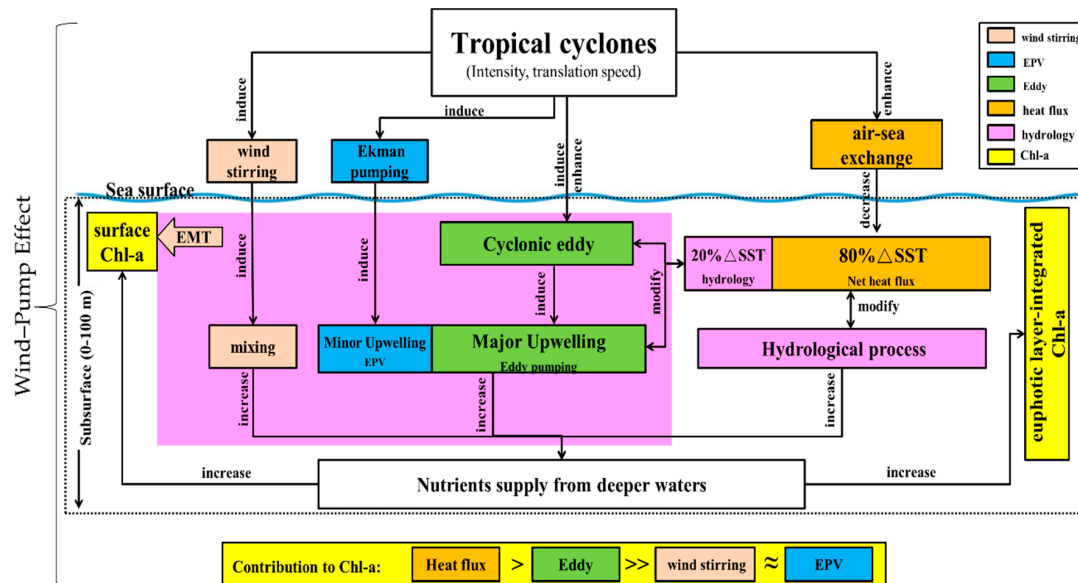 Tropical cyclones
(Intensity, translation speed)
wind stirring
EPV
Eddy
heat flux
hydrology
Chl-a
induce
induce
induce
enhance
enhance
wind
stirring
Ekman
pumping
air-sea
exchange
Sea surface
decrease
Wind–Pump Effect
Subsurface (0-100 m)
surface
Chl-a
EMT
induce
induce
Cyclonic eddy
induce
modify
20%△SST
hydrology
80%△SST
Net heat flux
modify
euphotic layer-integrated
Chl-a
mixing
Minor Upwelling
EPV
Major Upwelling
Eddy pumping
Hydrological process
increase
increase
increase
increase
Nutrients supply from deeper waters
increase
Contribution to Chl-a:
Heat flux
>
Eddy
>>
wind stirring
≈
EPV